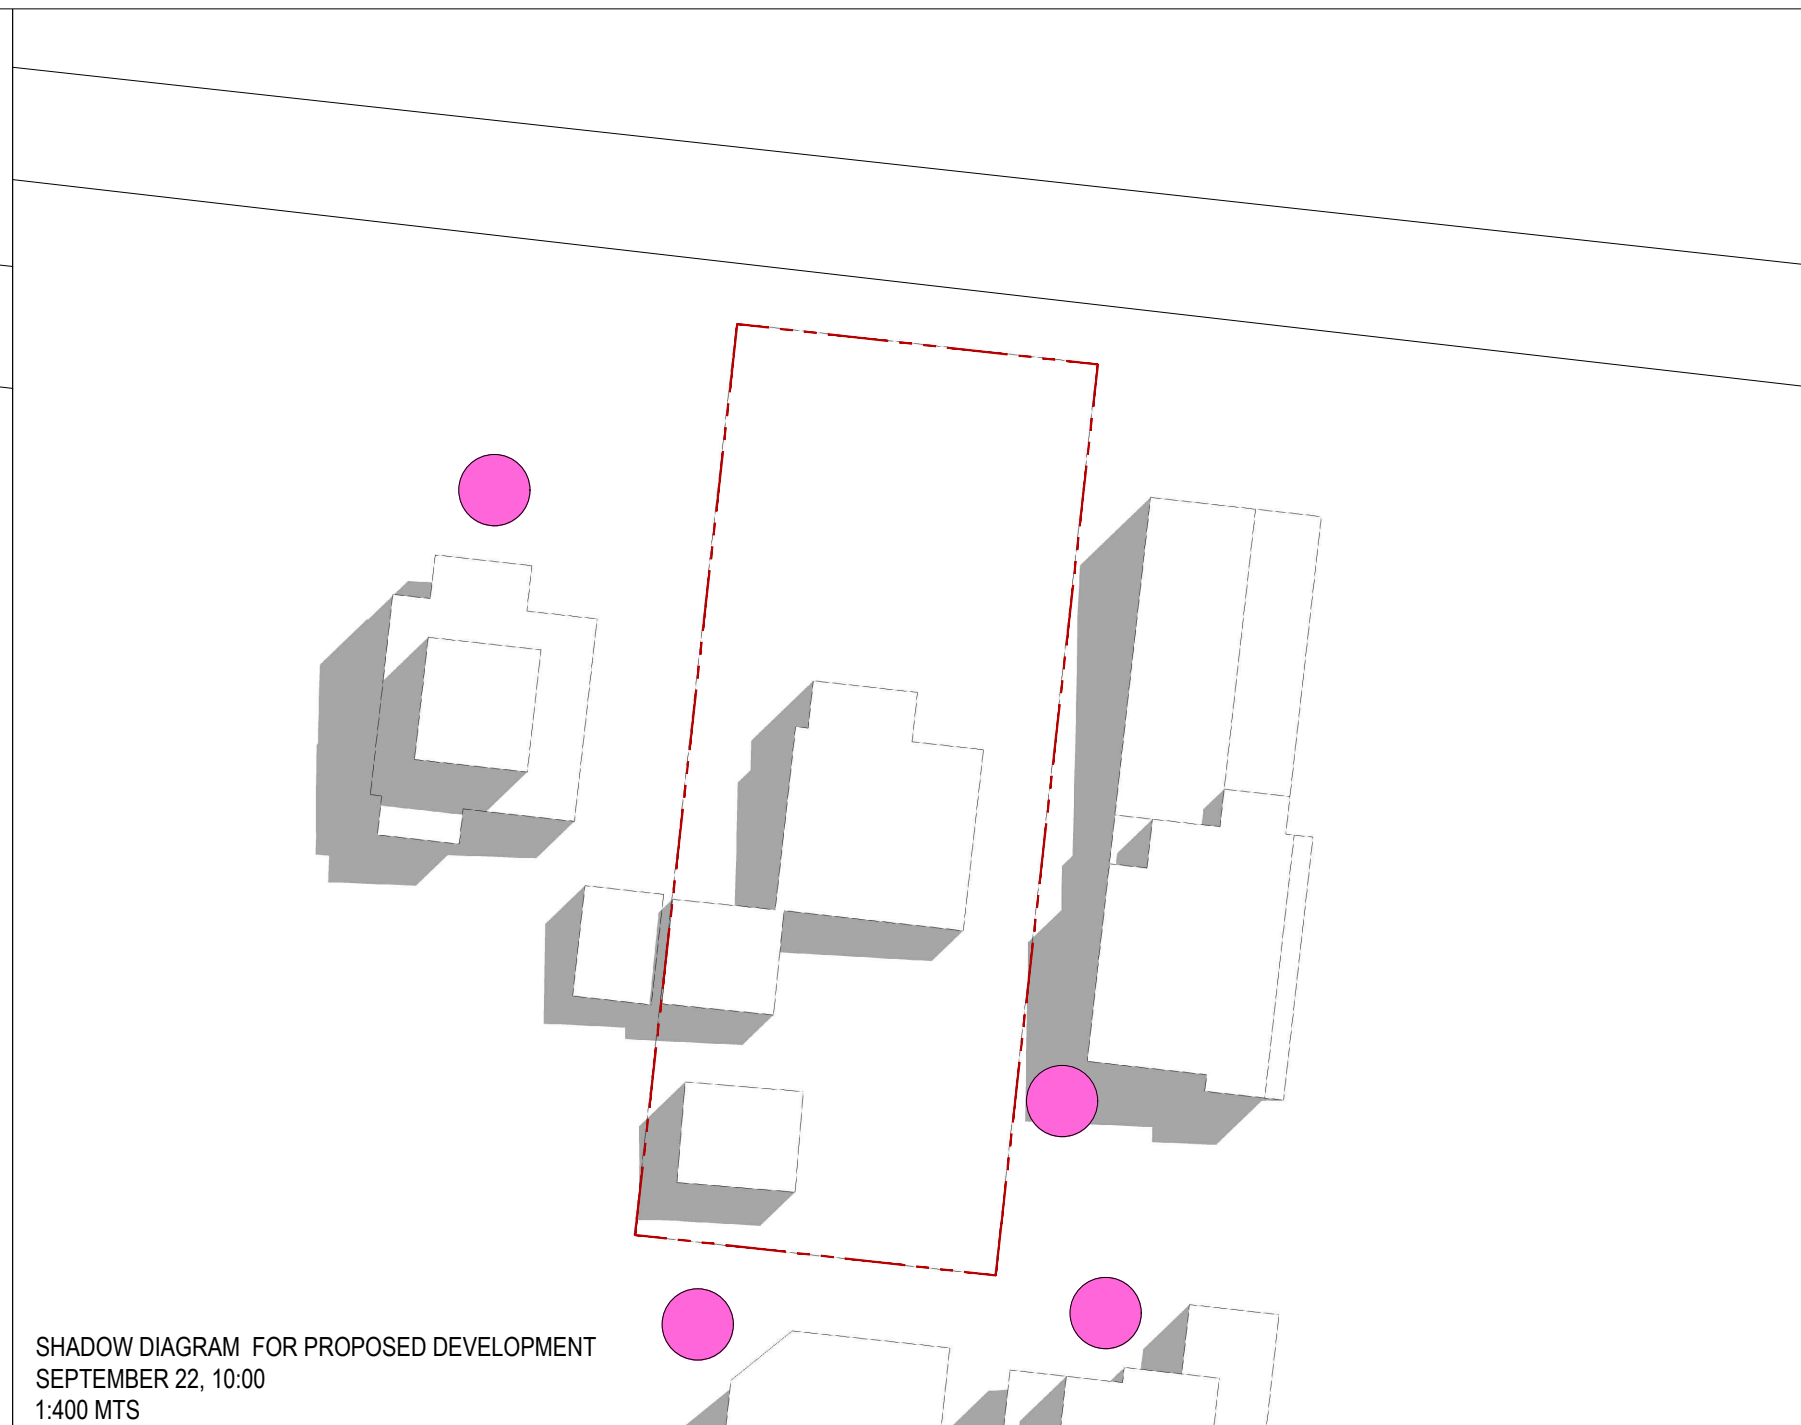 SHADOW DIAGRAM FOR PROPOSED DEVELOPMENT
SEPTEMBER 22, 10:00
1:400 MTS